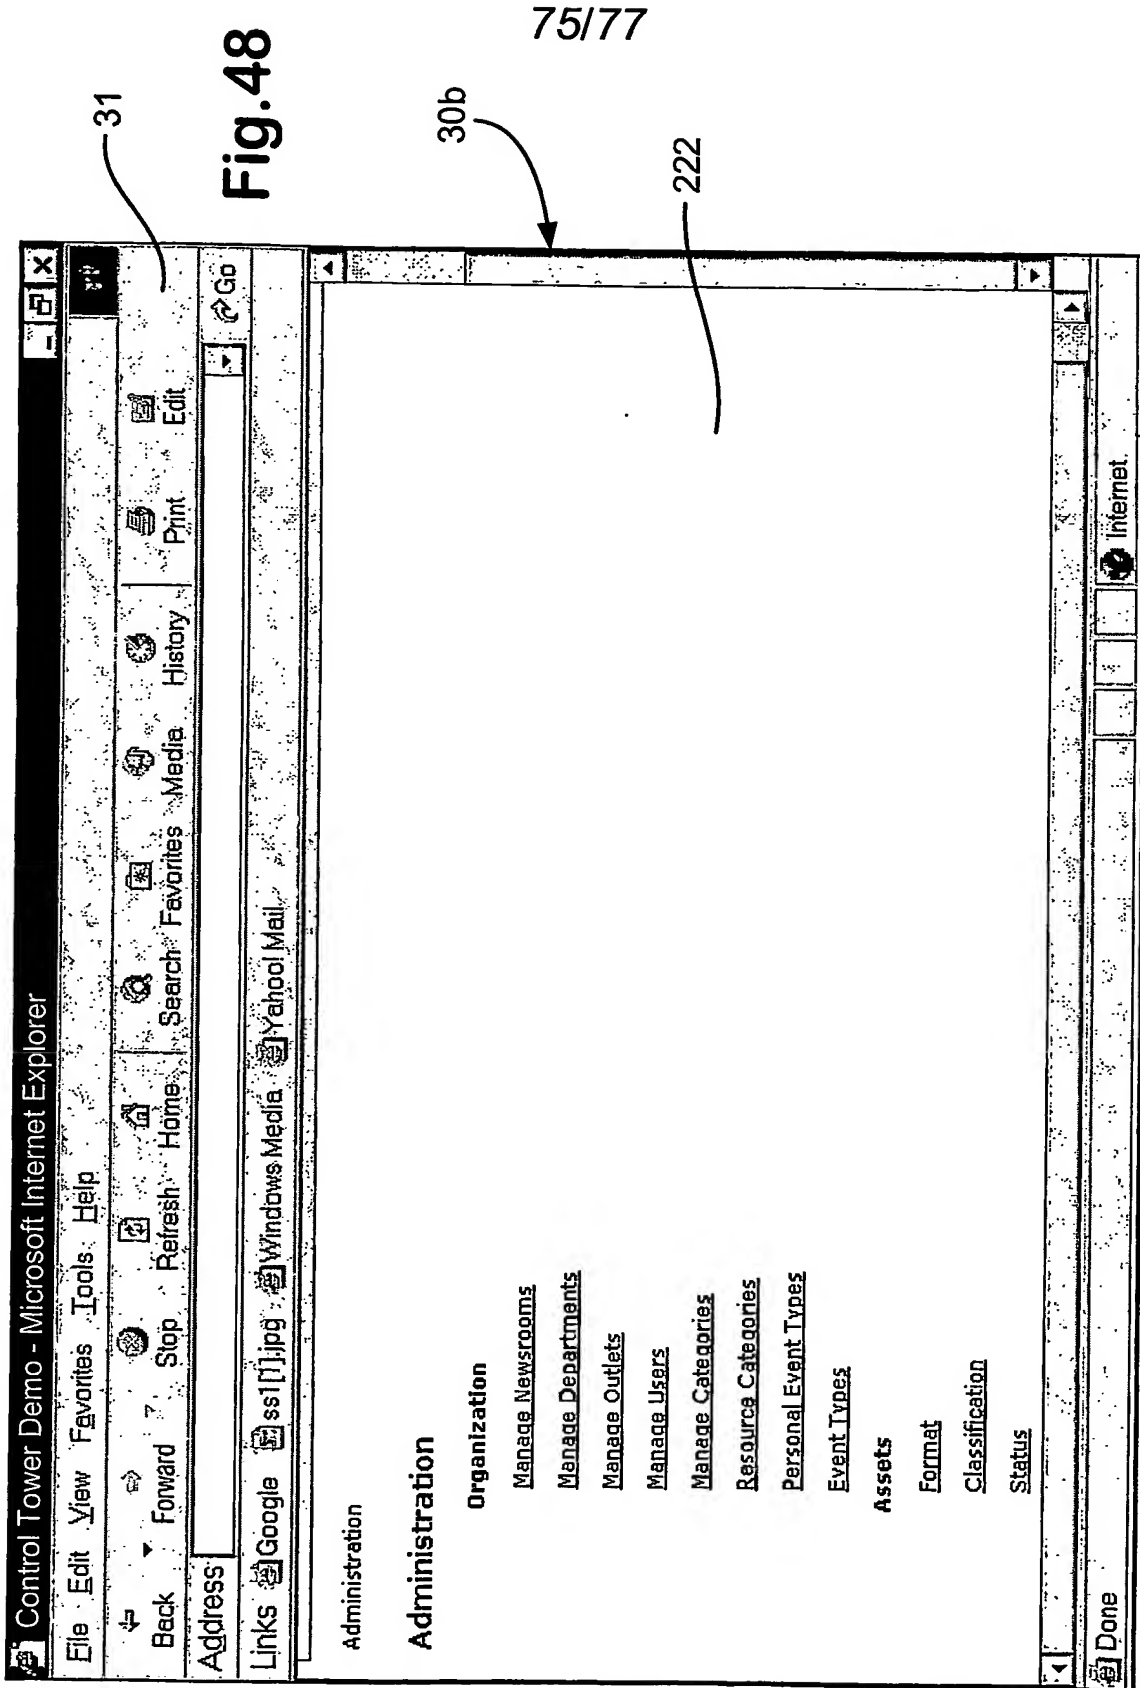 75/77
Fig.48
Control Tower Demo - Microsoft Internet Explorer
File Edit View Favorites Tools Help
Back Forward Stop Refresh Home Search Favorites Media History Print Edit
31
Address Go
Links Google ss1[1].jpg Windows Media Yahoo! Mail
30b
Administration
Administration
Organization
Manage Newsrooms
Manage Departments
Manage Outlets
Manage Users
Manage Categories
Resource Categories
Personal Event Types
Event Types
Assets
Format
Classification
Status
222
Done Internet